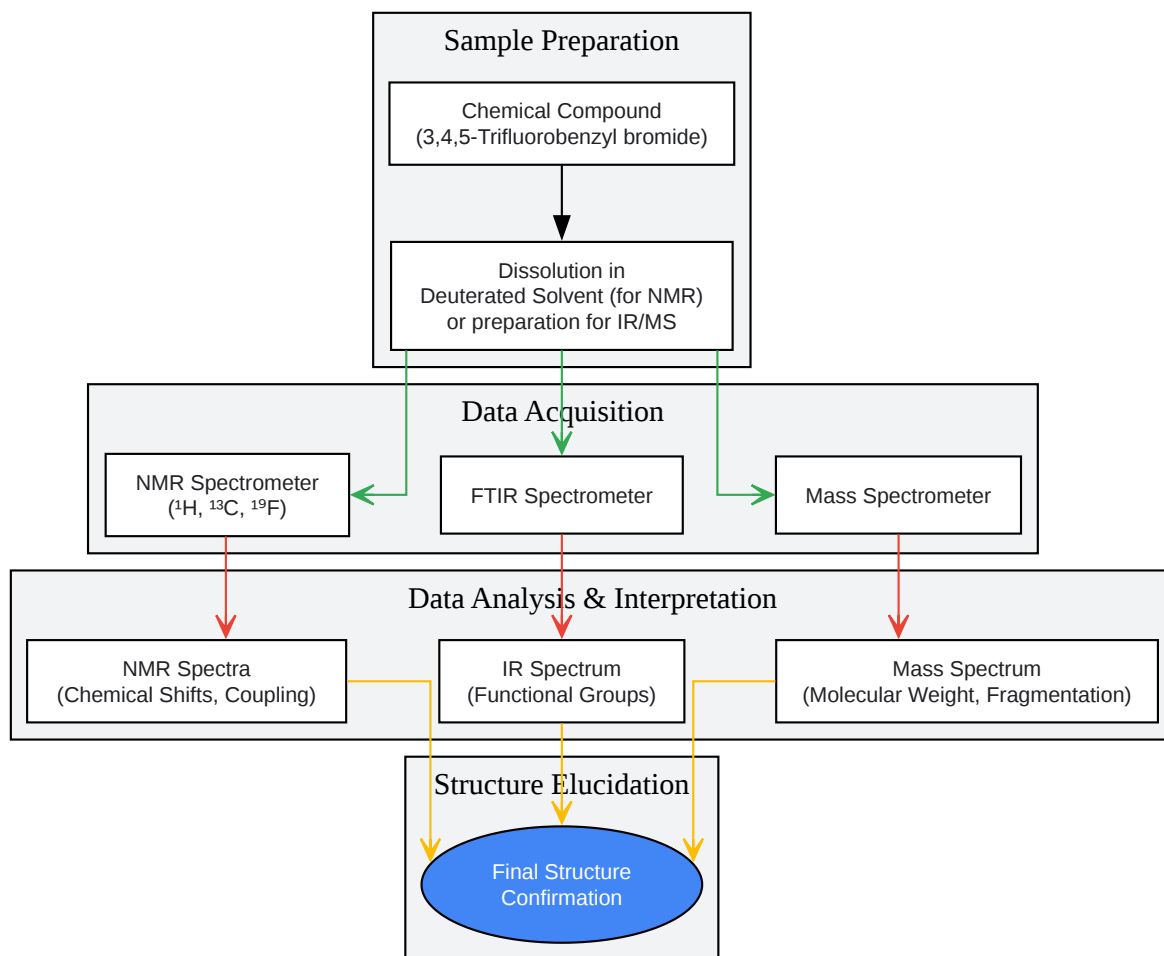 Sample Preparation
Chemical Compound
(3,4,5-Trifluorobenzyl bromide)
Dissolution in
Deuterated Solvent (for NMR)
or preparation for IR/MS
Data Acquisition
NMR Spectrometer
(¹H, ¹³C, ¹⁹F)
FTIR Spectrometer
Mass Spectrometer
Data Analysis & Interpretation
NMR Spectra
(Chemical Shifts, Coupling)
IR Spectrum
(Functional Groups)
Mass Spectrum
(Molecular Weight, Fragmentation)
Structure Elucidation
Final Structure
Confirmation